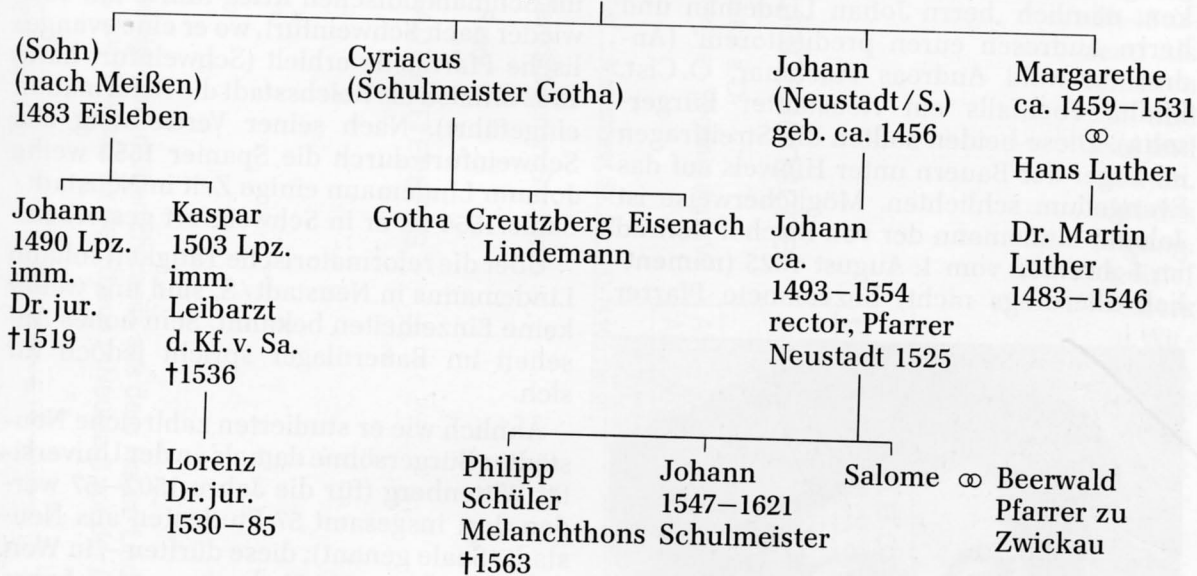 (Sohn)
(nach Meißen)
1483 Eisleben
Cyriacus
(Schulmeister Gotha)
Johann
(Neustadt/S.)
geb. ca. 1456
Margarethe
ca. 1459–1531
⚭
Hans Luther
Johann
1490 Lpz.
imm.
Dr. jur.
†1519
Kaspar
1503 Lpz.
imm.
Leibarzt
d. Kf. v. Sa.
†1536
Gotha Creutzberg Eisenach
Lindemann
Johann
ca.
1493–1554
rector, Pfarrer
Neustadt 1525
Dr. Martin
Luther
1483–1546
Lorenz
Dr. jur.
1530–85
Philipp
Schüler
Melanchthons
†1563
Johann
1547–1621
Schulmeister
Salome ⚭ Beerwald
Pfarrer zu
Zwickau